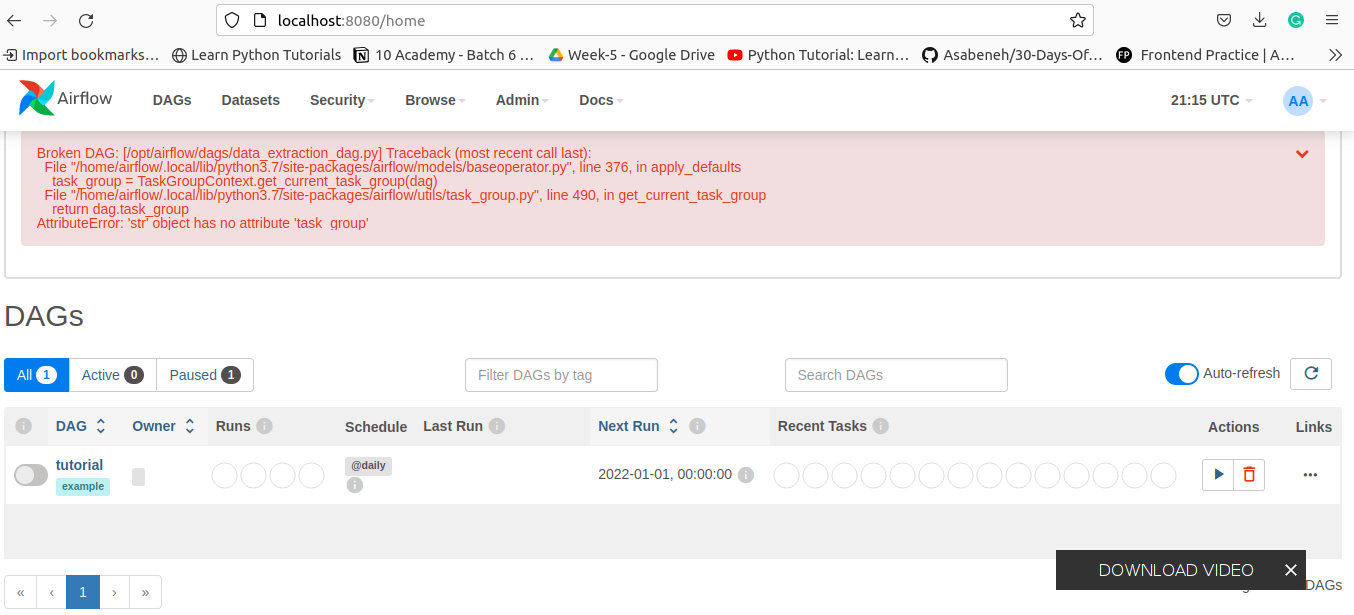 localhost:8080/home
Import bookmarks... Learn Python Tutorials 10 Academy - Batch 6 ... Week-5 - Google Drive Python Tutorial: Learn... Asabeneh/30-Days-Of... FP Frontend Practice | A...
Airflow DAGs Datasets Security Browse Admin Docs 21:15 UTC AA
Broken DAG: [/opt/airflow/dags/data_extraction_dag.py] Traceback (most recent call last):
File "/home/airflow/.local/lib/python3.7/site-packages/airflow/models/baseoperator.py", line 376, in apply_defaults
task_group = TaskGroupContext.get_current_task_group(dag)
File "/home/airflow/.local/lib/python3.7/site-packages/airflow/utils/task_group.py", line 490, in get_current_task_group
return dag.task_group
AttributeError: 'str' object has no attribute 'task_group'
DAGs
All 1 Active 0 Paused 1 Filter DAGs by tag Search DAGs Auto-refresh
DAG Owner Runs Schedule Last Run Next Run Recent Tasks Actions Links
tutorial @daily 2022-01-01, 00:00:00
example
DOWNLOAD VIDEO
« ‹ 1 › » DAGs